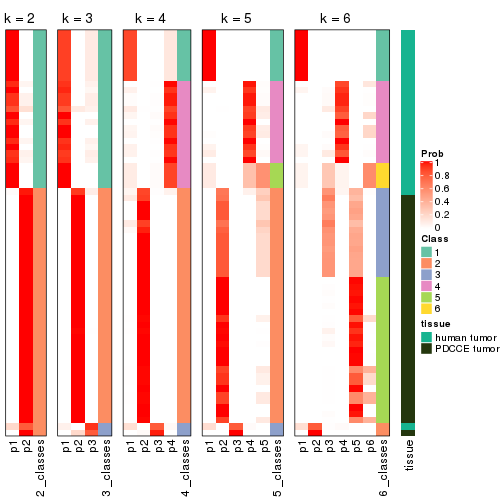 k = 2 k = 3 k = 4 k = 5 k = 6
Prob
1
0.8
0.6
0.4
0.2
0
Class
1
2
3
4
5
6
tissue
human tumor
PDCCE tumor
p1 p2 2_classes p1 p2 p3 3_classes p1 p2 p3 p4 4_classes p1 p2 p3 p4 p5 5_classes p1 p2 p3 p4 p5 p6 6_classes tissue